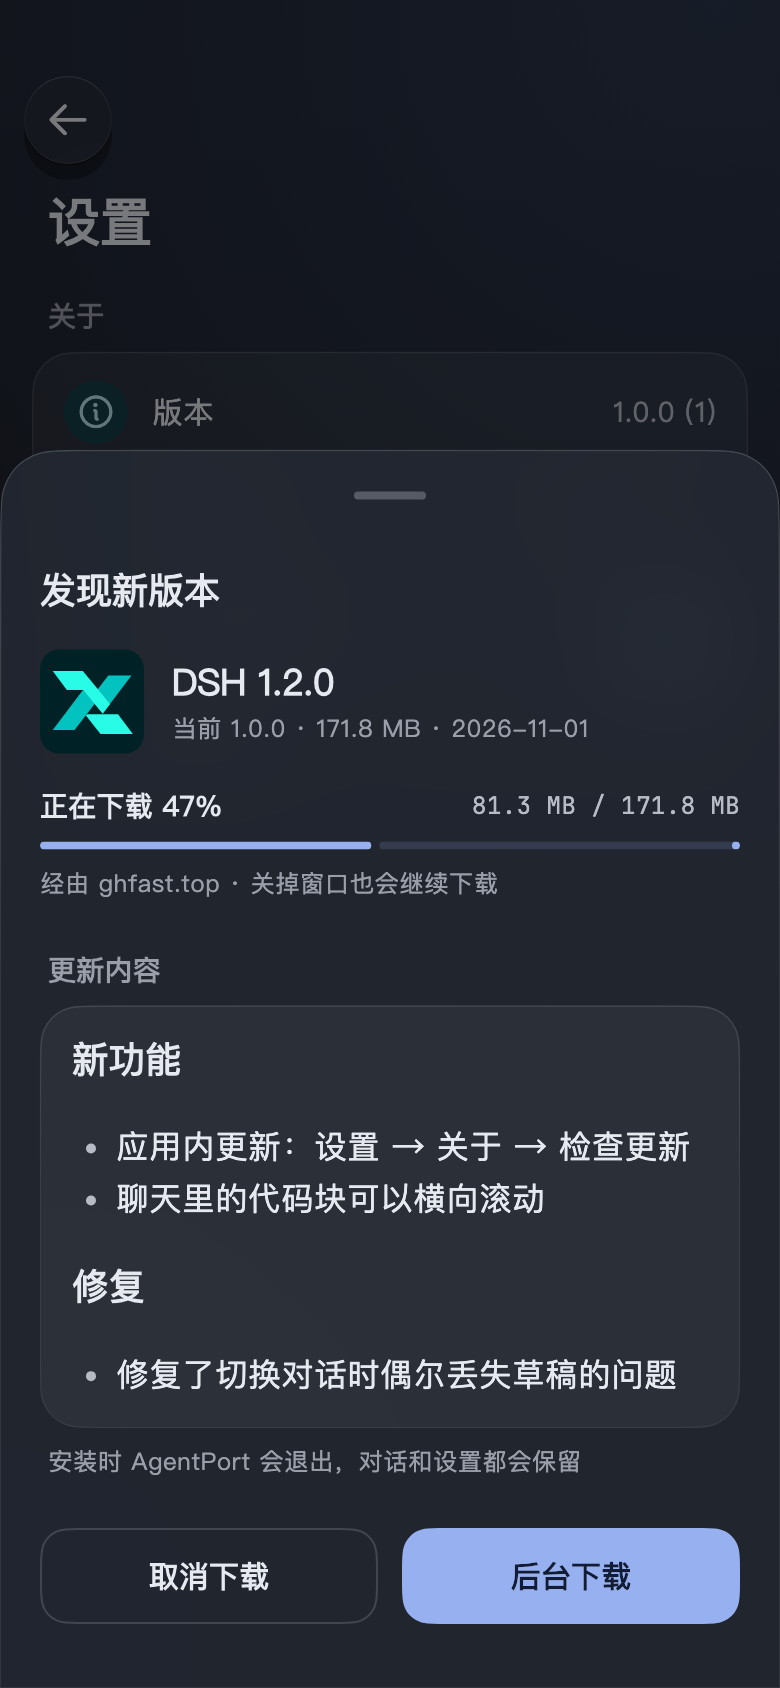 设置
关于
版本 1.0.0 (1)
发现新版本
DSH 1.2.0
当前 1.0.0 · 171.8 MB · 2026-11-01
正在下载 47% 81.3 MB / 171.8 MB
经由 ghfast.top · 关掉窗口也会继续下载
更新内容
新功能
• 应用内更新：设置 → 关于 → 检查更新
• 聊天里的代码块可以横向滚动
修复
• 修复了切换对话时偶尔丢失草稿的问题
安装时 AgentPort 会退出，对话和设置都会保留
取消下载 后台下载